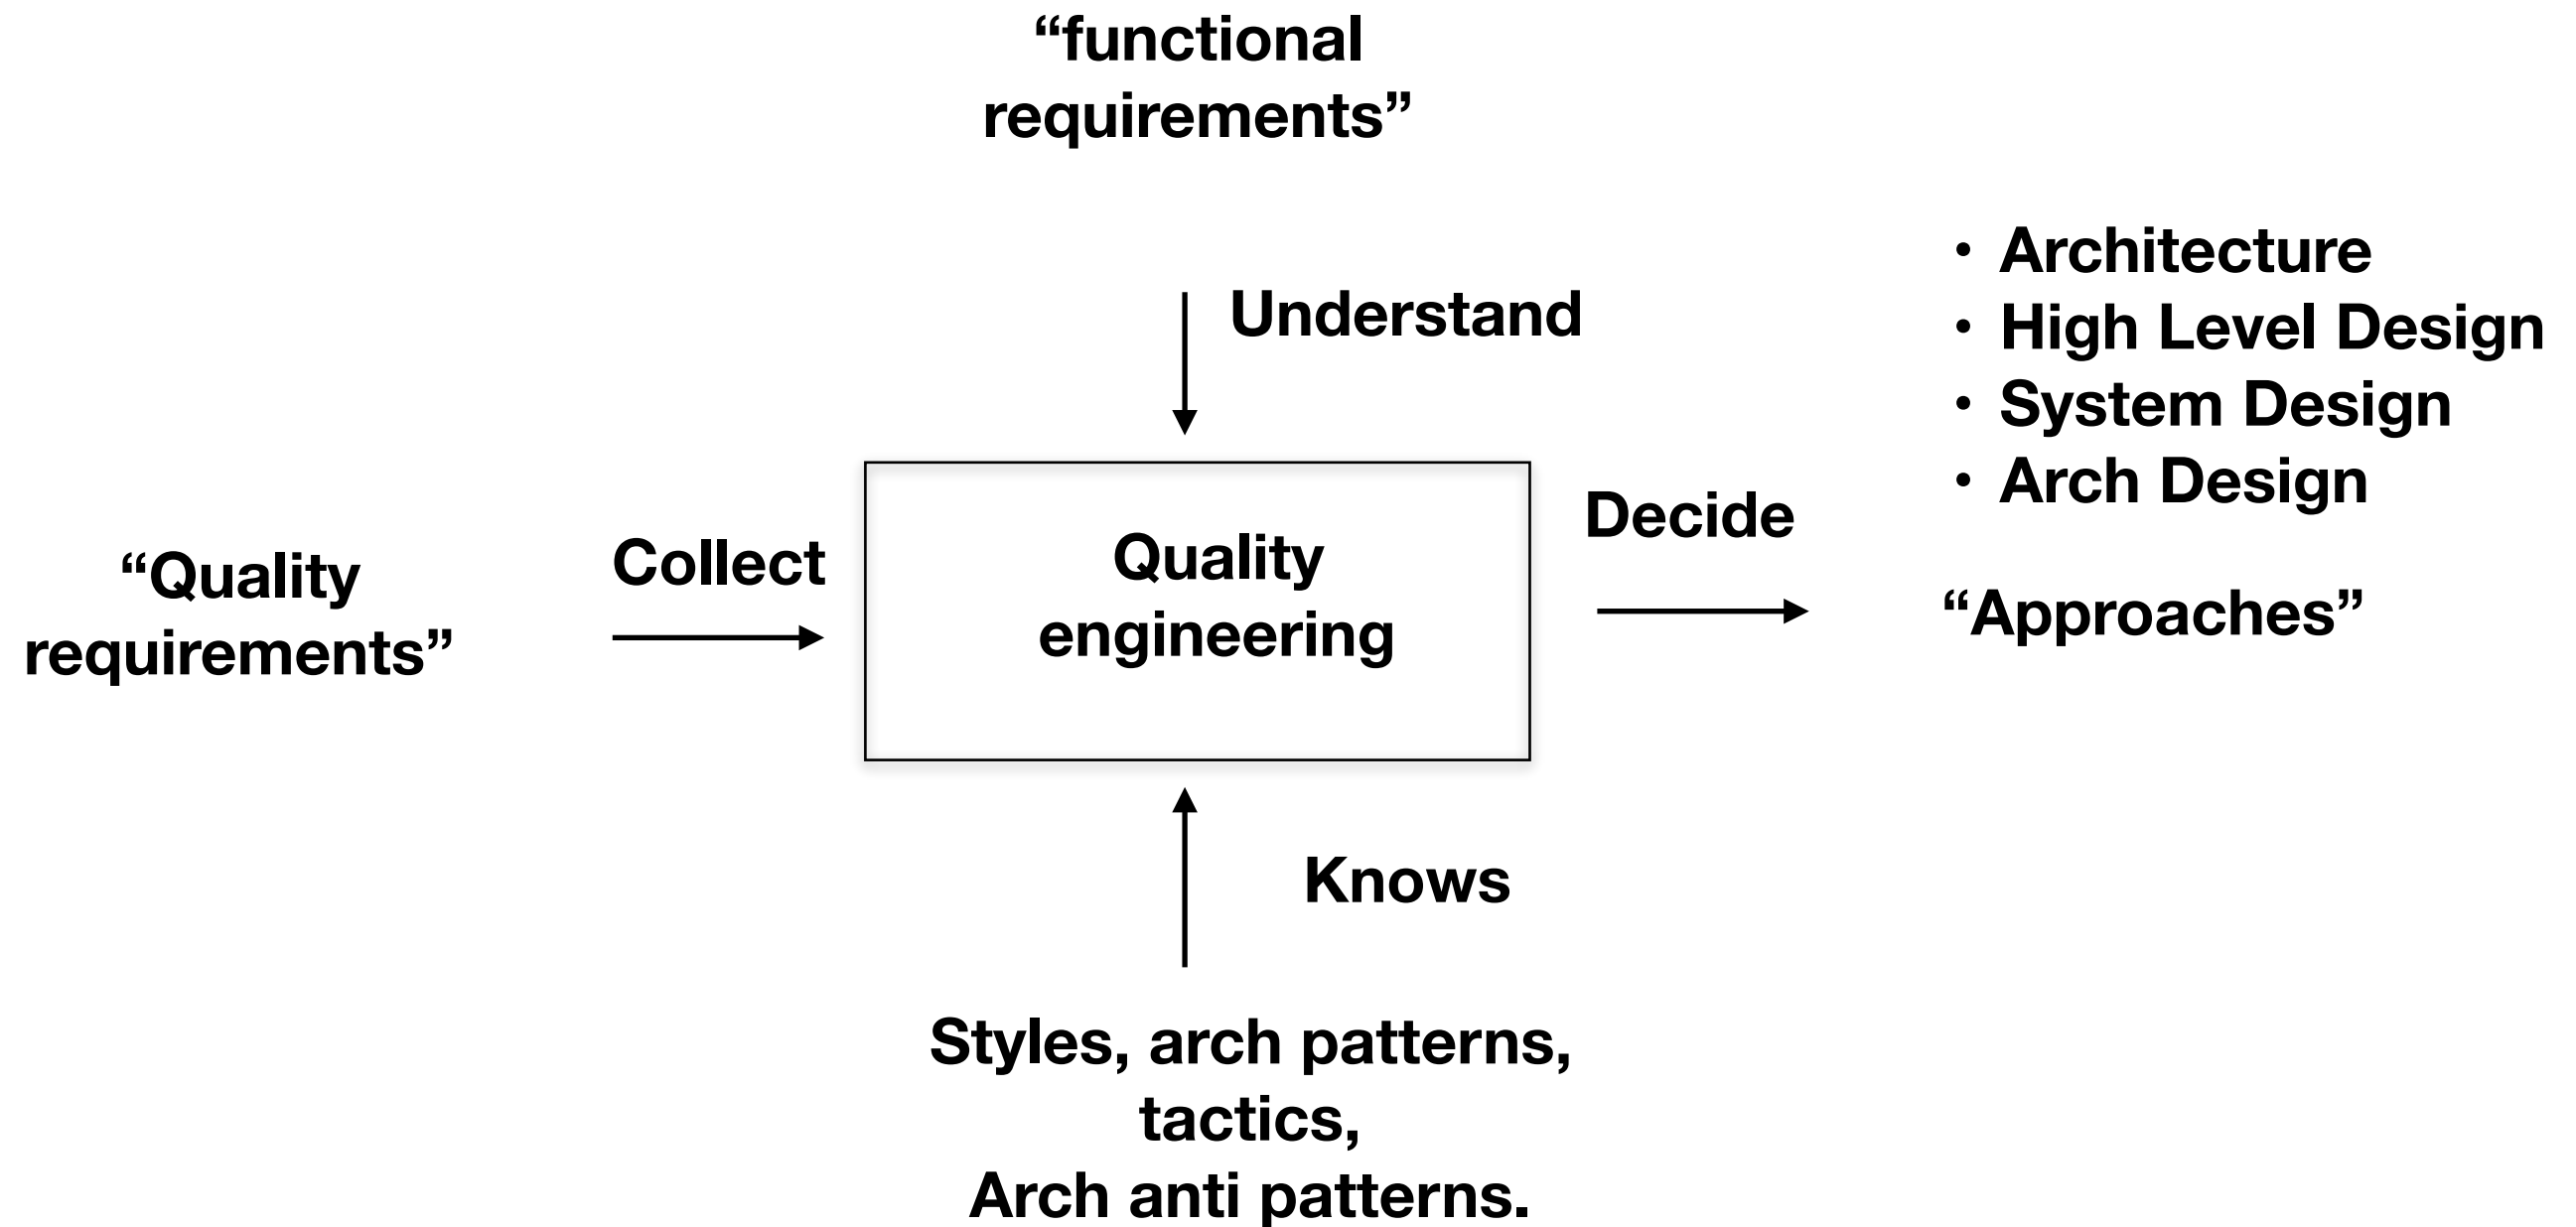 “functional
requirements”
Understand
• Architecture
• High Level Design
• System Design
• Arch Design
“Quality
requirements”
Collect
Quality
engineering
Decide
“Approaches”
Knows
Styles, arch patterns,
tactics,
Arch anti patterns.